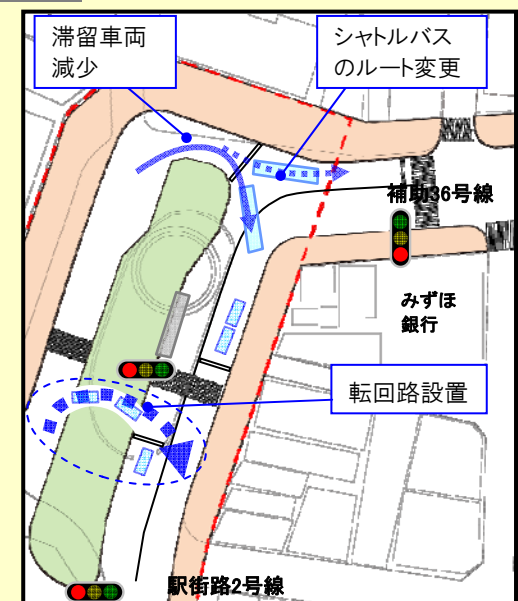 滞留車両
減少
シャトルバス
のルート変更
補助36号線
みずほ
銀行
転回路設置
駅街路2号線